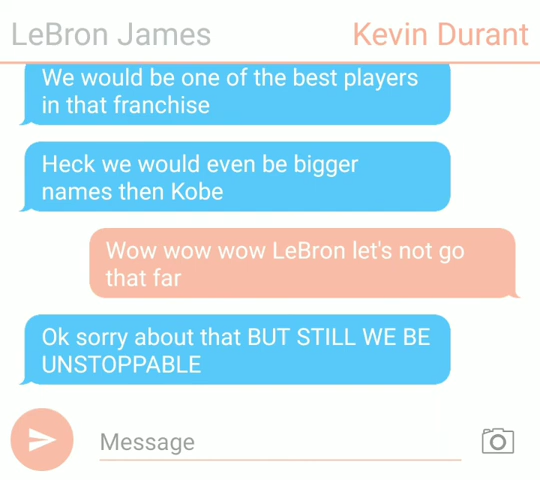 LeBron James Kevin Durant
We would be one of the best players
in that franchise
Heck we would even be bigger
names then Kobe
Wow wow wow LeBron let's not go
that far
Ok sorry about that BUT STILL WE BE
UNSTOPPABLE
Message